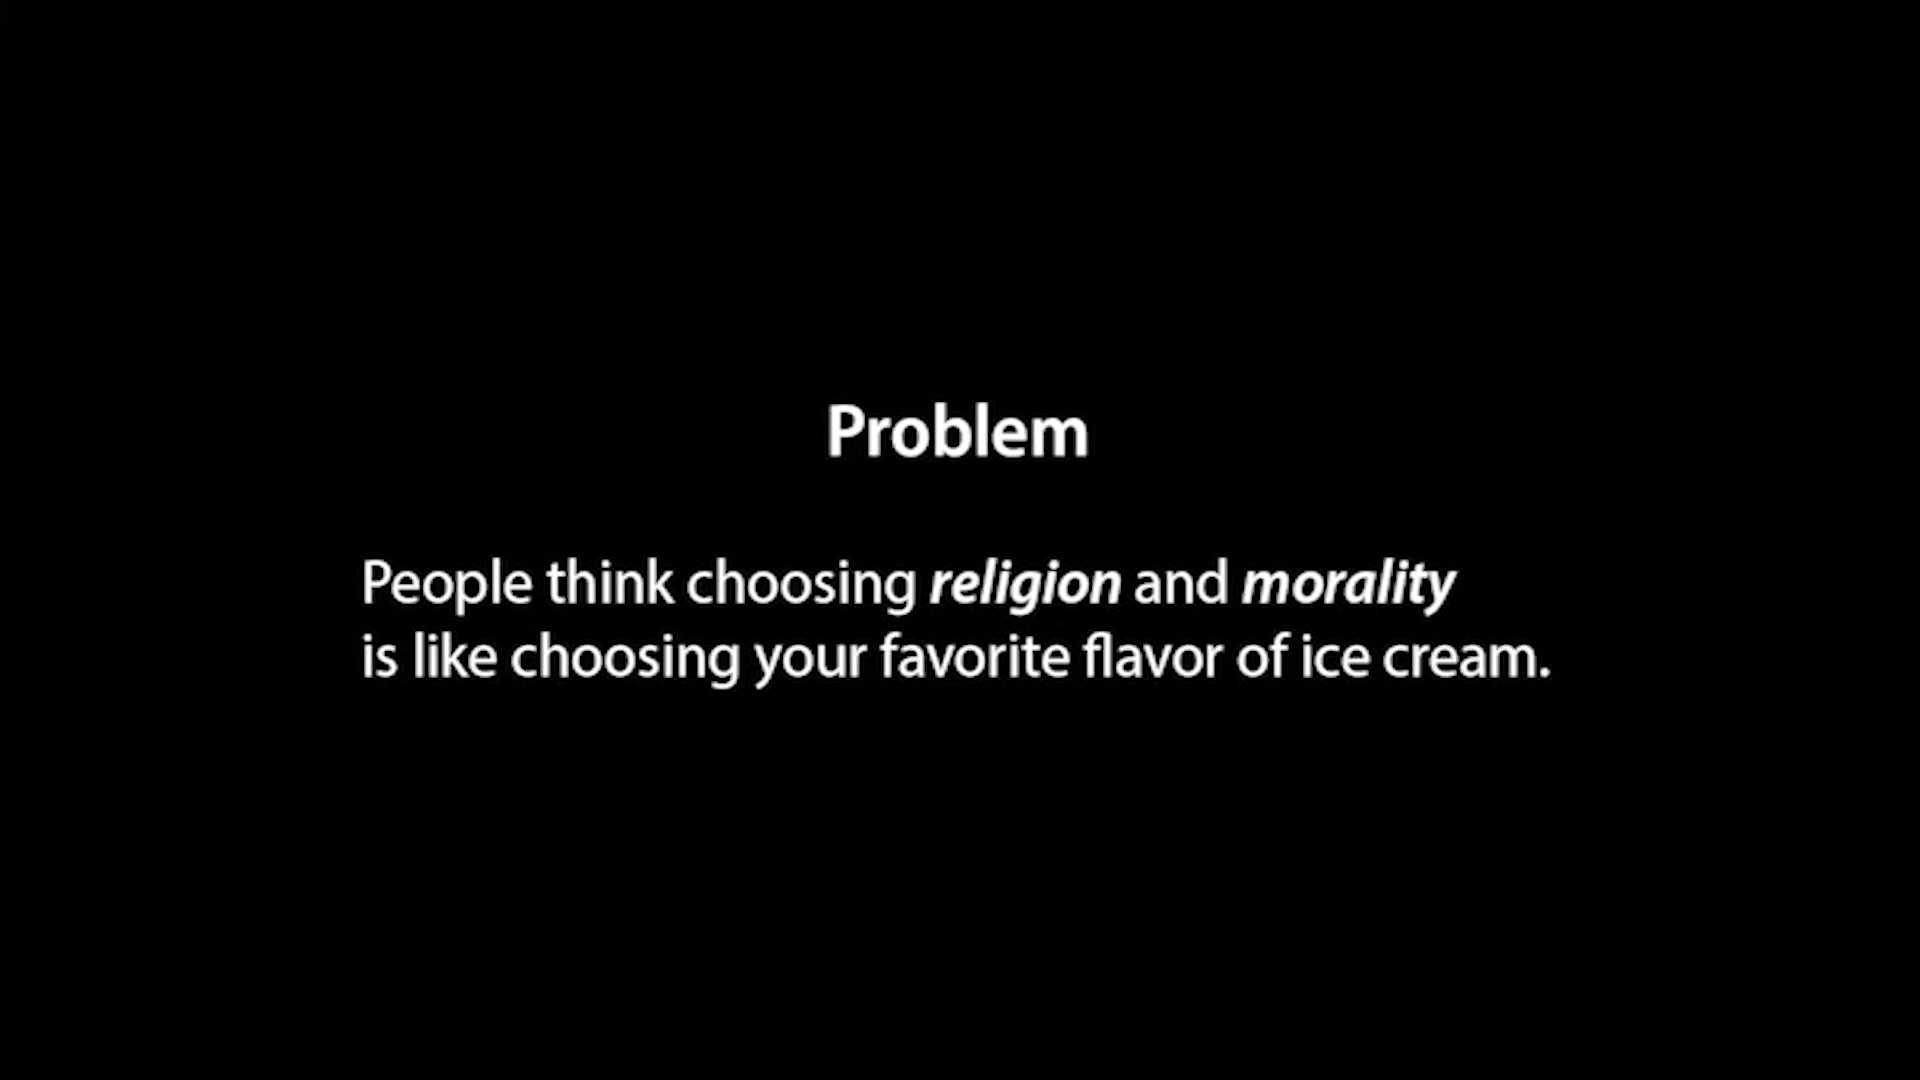 Problem
People think choosing religion and morality
is like choosing your favorite flavor of ice cream.